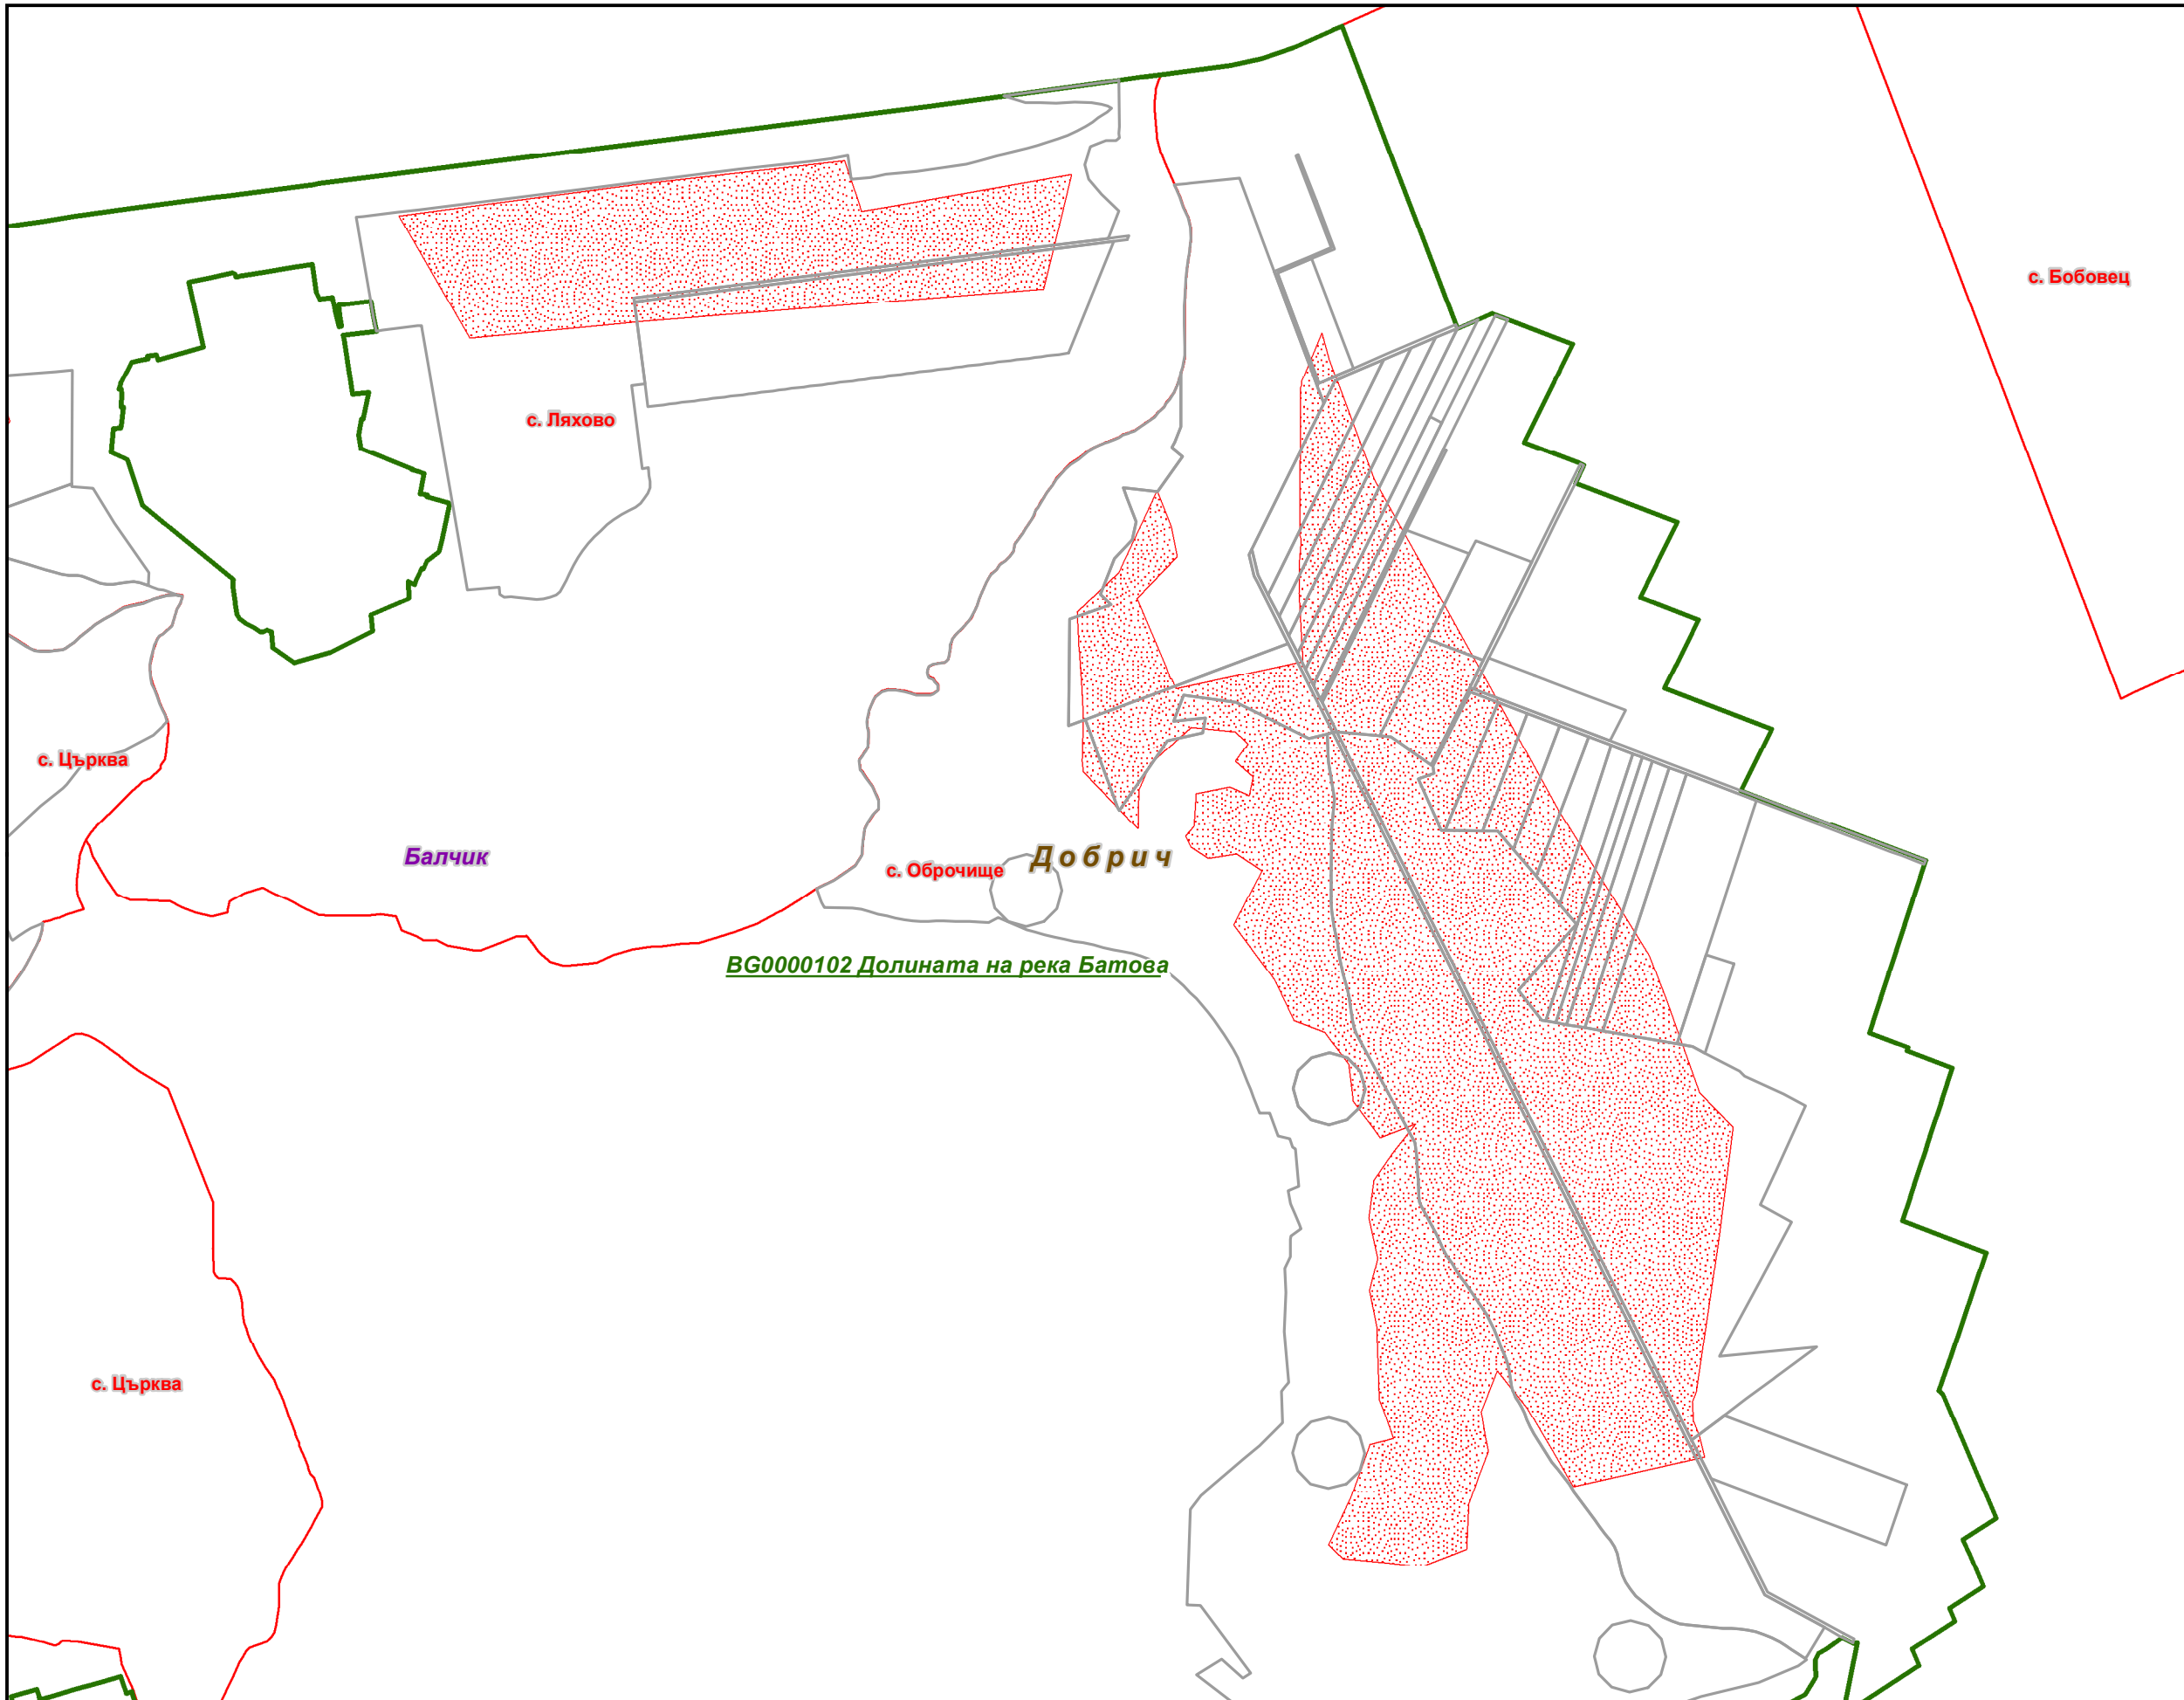 с. Бобовец
с. Ляхово
с. Църква
Балчик
с. Оброчище
Добрич
BG0000102 Долината на река Батова
с. Църква